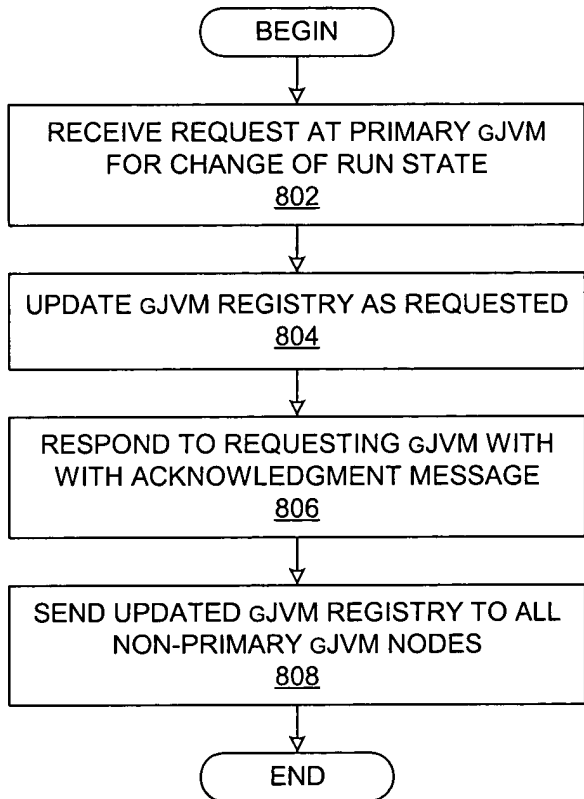 BEGIN
RECEIVE REQUEST AT PRIMARY GJVM
FOR CHANGE OF RUN STATE
802
UPDATE GJVM REGISTRY AS REQUESTED
804
RESPOND TO REQUESTING GJVM WITH
WITH ACKNOWLEDGMENT MESSAGE
806
SEND UPDATED GJVM REGISTRY TO ALL
NON-PRIMARY GJVM NODES
808
END